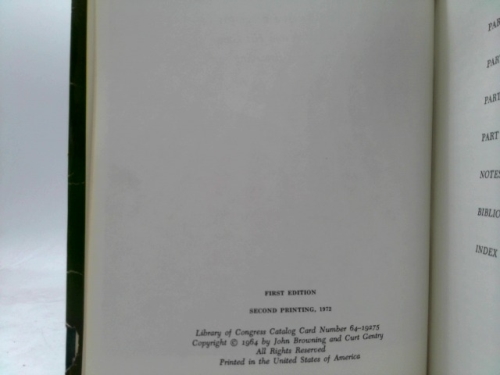 FIRST EDITION
SECOND PRINTING, 1972
Library of Congress Catalog Card Number 64-19275
Copyright © 1964 by John Browning and Curt Gentry
All Rights Reserved
Printed in the United States of America
PAR
PAR
PART
PART
NOTES
BIBLIO
INDEX